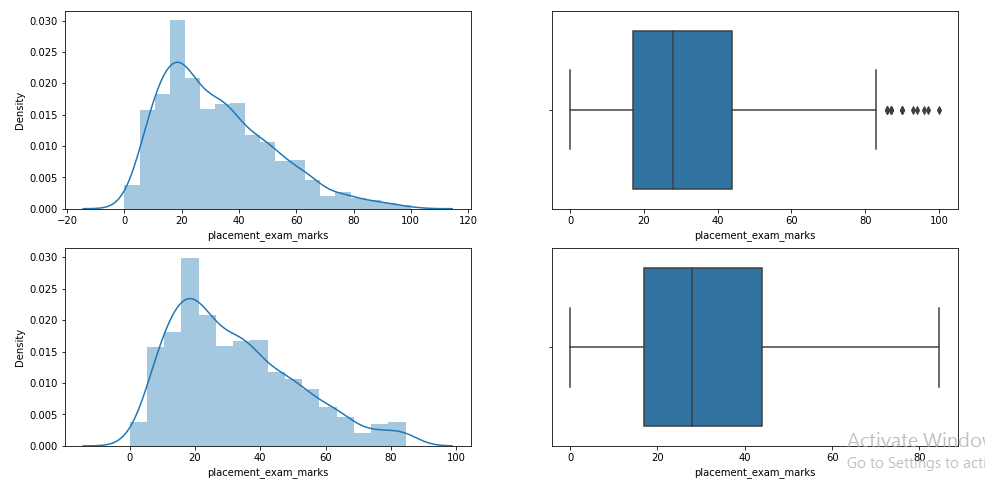 Density
0.030
0.025
0.020
0.015
0.010
0.005
0.000
−20 0 20 40 60 80 100 120
placement_exam_marks
0 20 40 60 80 100
placement_exam_marks
Density
0.030
0.025
0.020
0.015
0.010
0.005
0.000
0 20 40 60 80 100
placement_exam_marks
0 20 40 60 80
placement_exam_marks
Activate Window
Go to Settings to acti